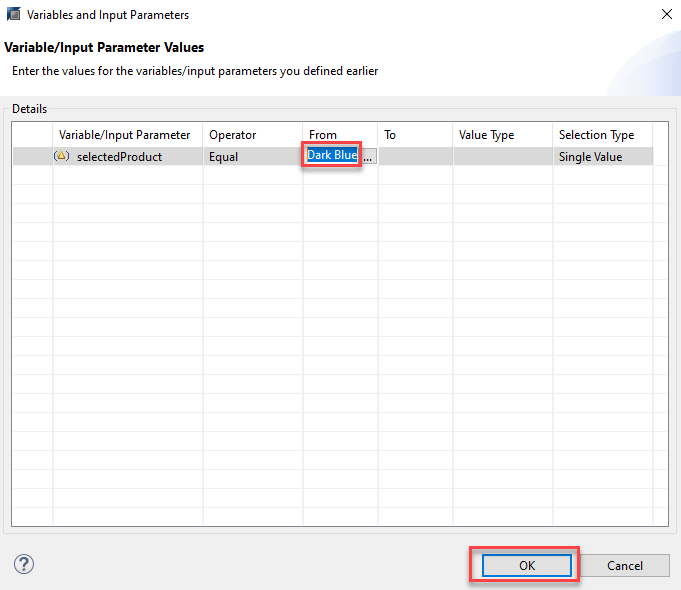 Variables and Input Parameters
Variable/Input Parameter Values
Enter the values for the variables/input parameters you defined earlier
Details
Variable/Input Parameter Operator From To Value Type Selection Type
selectedProduct Equal Dark Blue ... Single Value
? OK Cancel